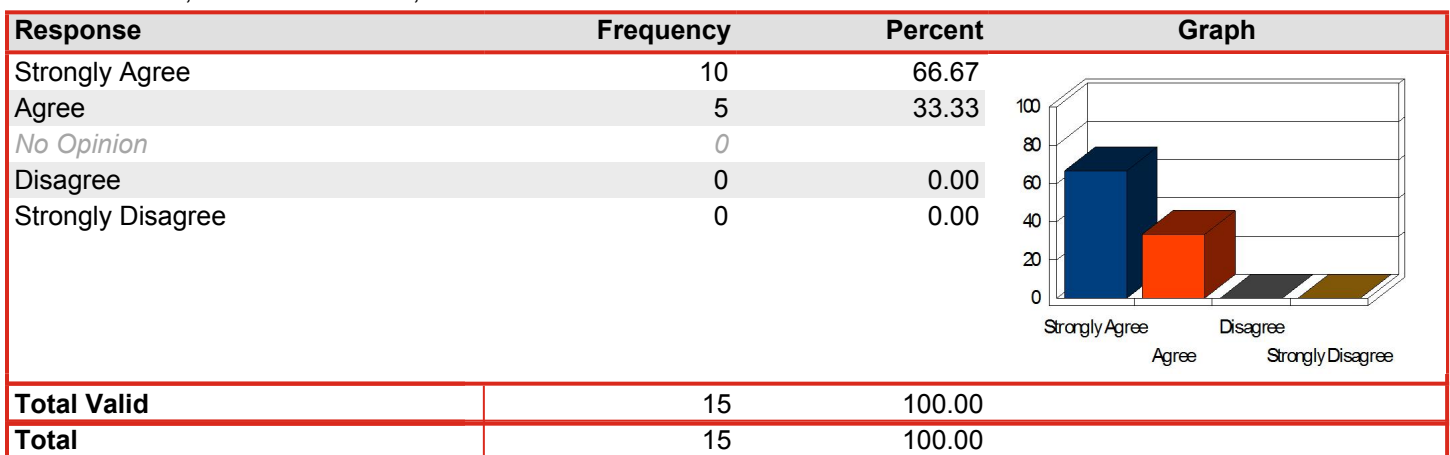 Response Frequency Percent Graph
Strongly Agree 10 66.67
Agree 5 33.33
No Opinion 0
Disagree 0 0.00
Strongly Disagree 0 0.00
100
80
60
40
20
0
Strongly Agree Disagree
Agree Strongly Disagree
Total Valid 15 100.00
Total 15 100.00